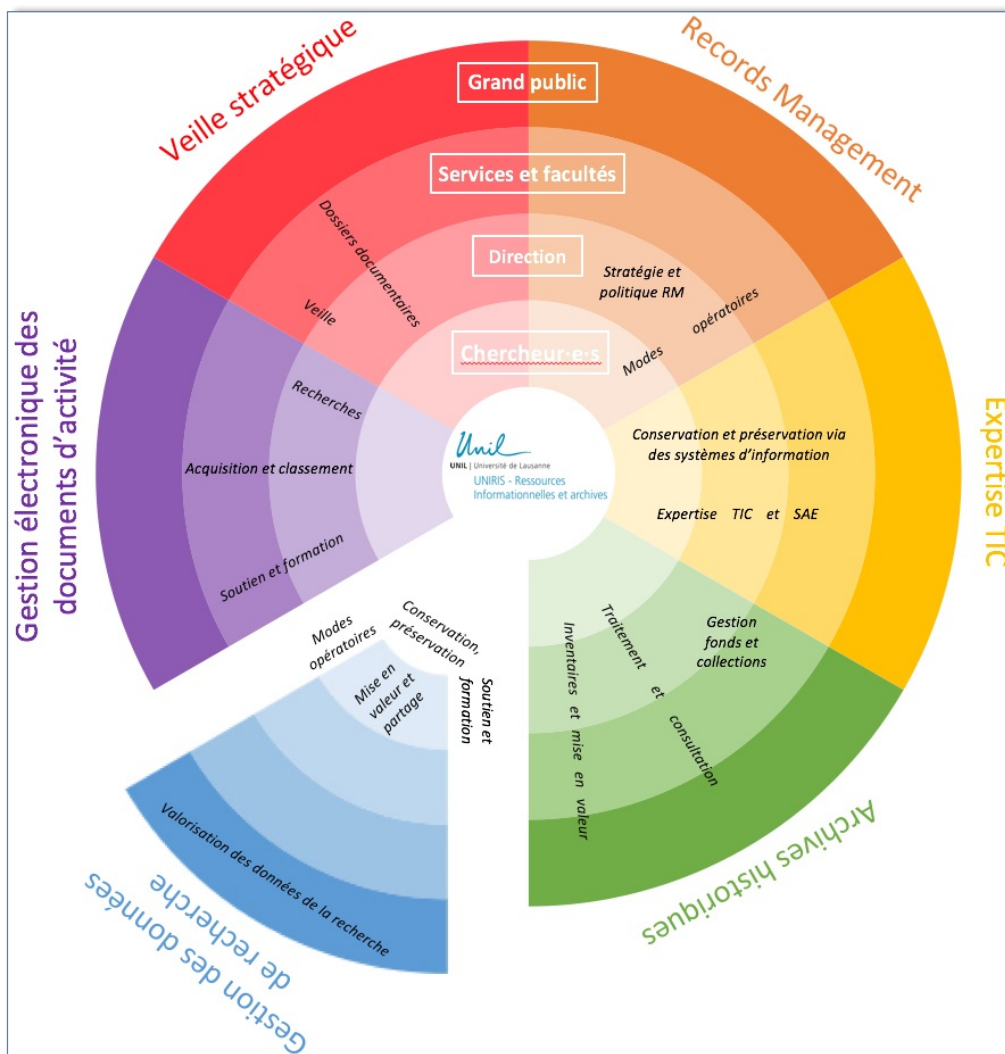 Veille stratégique
Records Management
Grand public
Services et facultés
Direction
Chercheur·e·s
Dossiers documentaires
Veille
Stratégie et
politique RM
Modes opératoires
Gestion électronique des
documents d'activité
Recherches
Acquisition et classement
Soutien et formation
Unil
UNIL | Université de Lausanne
UNIRIS - Ressources
Informationnelles et archives
Expertise TIC
Conservation et préservation via
des systèmes d'information
Expertise TIC et SAE
Gestion
fonds et
collections
Traitement et consultation
Inventaires et mise en valeur
Archives historiques
Modes
opératoires
Conservation,
préservation
Mise en
valeur et
partage
Soutien et
formation
Valorisation des données de la recherche
Gestion des données
de recherche